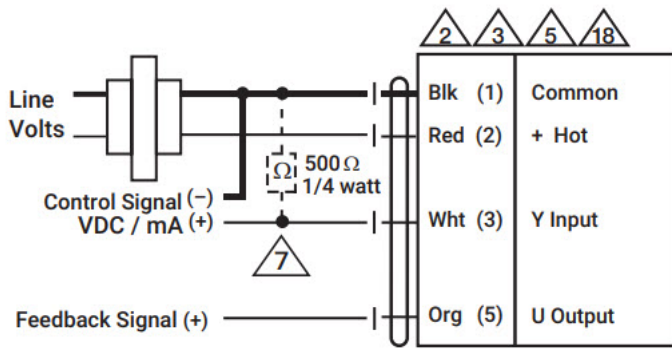 2 3 5 18
Line
Volts
Blk (1) Common
Red (2) + Hot
Ω 500 Ω
1/4 watt
Control Signal (–)
VDC / mA (+)
Wht (3) Y Input
7
Feedback Signal (+)
Org (5) U Output